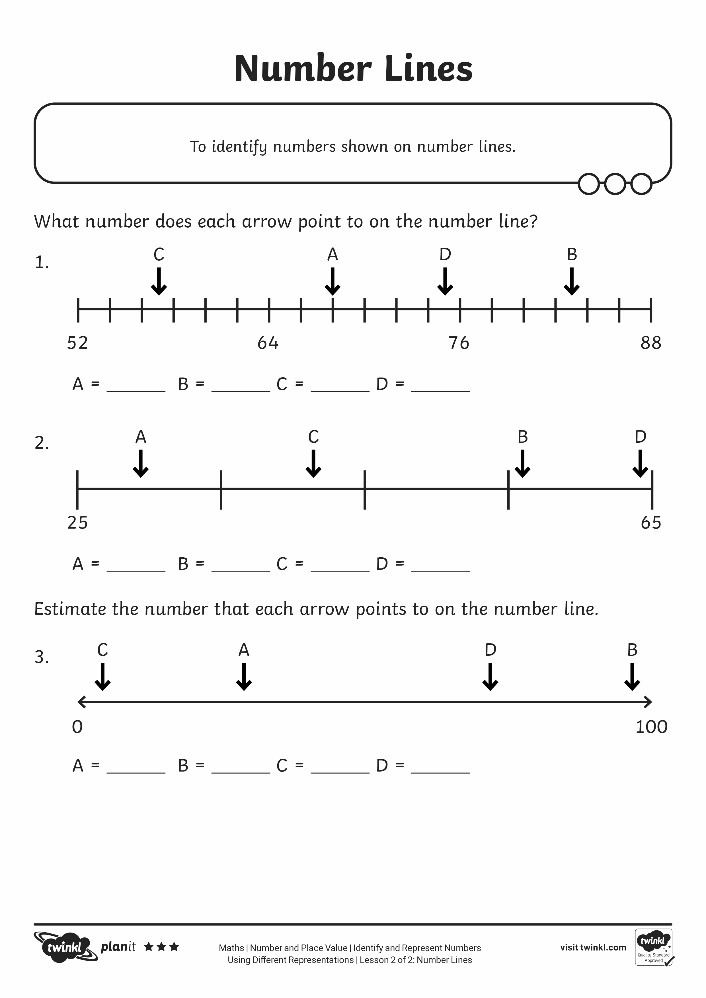 Number Lines
To identify numbers shown on number lines.
What number does each arrow point to on the number line?
1.
C A D B
52 64 76 88
A = ______ B = ______ C = ______ D = ______
2.
A C B D
25 65
A = ______ B = ______ C = ______ D = ______
Estimate the number that each arrow points to on the number line.
3.
C A D B
0 100
A = ______ B = ______ C = ______ D = ______
twinkl planit
Maths | Number and Place Value | Identify and Represent Numbers
Using Different Representations | Lesson 2 of 2: Number Lines
visit twinkl.com
twinkl
Quality Standard
Approved